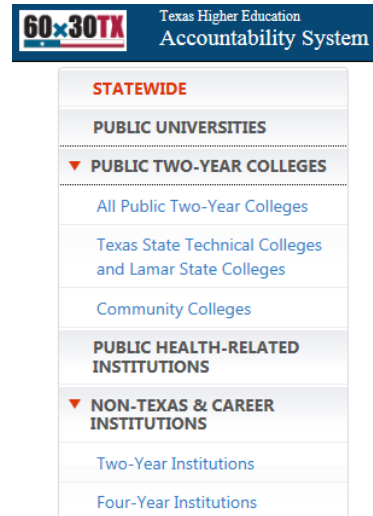 60x30TX
Texas Higher Education
Accountability System
STATEWIDE
PUBLIC UNIVERSITIES
PUBLIC TWO-YEAR COLLEGES
All Public Two-Year Colleges
Texas State Technical Colleges
and Lamar State Colleges
Community Colleges
PUBLIC HEALTH-RELATED
INSTITUTIONS
NON-TEXAS & CAREER
INSTITUTIONS
Two-Year Institutions
Four-Year Institutions